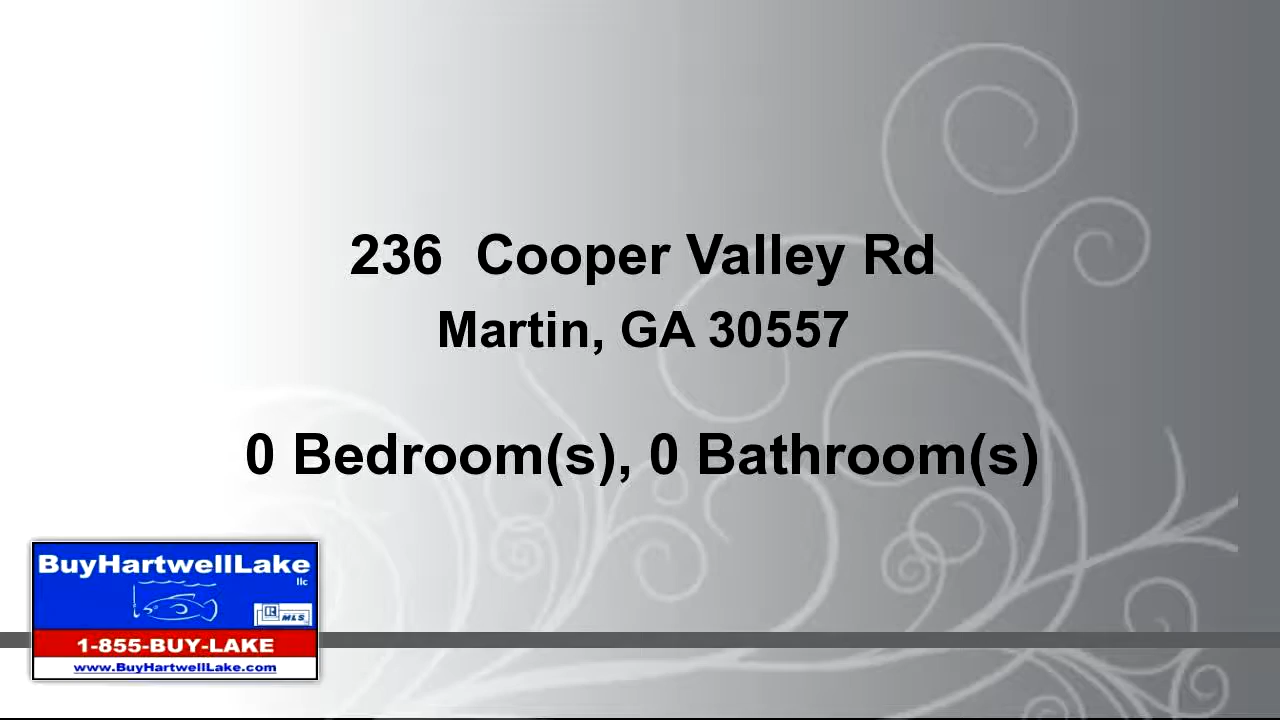 236  Cooper Valley Rd
Martin, GA 30557
0 Bedroom(s), 0 Bathroom(s)
BuyHartwellLake
llc
R MLS
1-855-BUY-LAKE
www.BuyHartwellLake.com